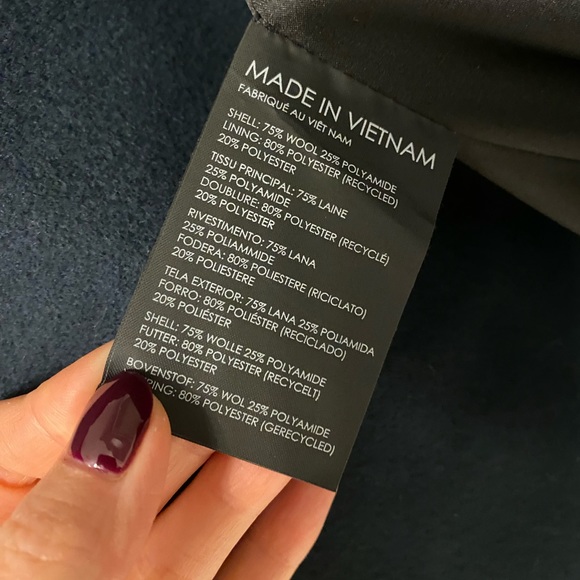 MADE IN VIETNAM
FABRIQUÉ AU VIÊT NAM
SHELL: 75% WOOL 25% POLYAMIDE
LINING: 80% POLYESTER (RECYCLED)
20% POLYESTER
TISSU PRINCIPAL: 75% LAINE
25% POLYAMIDE
DOUBLURE: 80% POLYESTER (RECYCLÉ)
20% POLYESTER
RIVESTIMENTO: 75% LANA
25% POLIAMMIDE
FODERA: 80% POLIESTERE (RICICLATO)
20% POLIESTERE
TELA EXTERIOR: 75% LANA 25% POLIAMIDA
FORRO: 80% POLIÉSTER (RECICLADO)
20% POLIÉSTER
SHELL: 75% WOLLE 25% POLYAMIDE
FUTTER: 80% POLYESTER (RECYCELT)
20% POLYESTER
BOVENSTOF: 75% WOL 25% POLYAMIDE
80% POLYESTER (GERECYCLED)